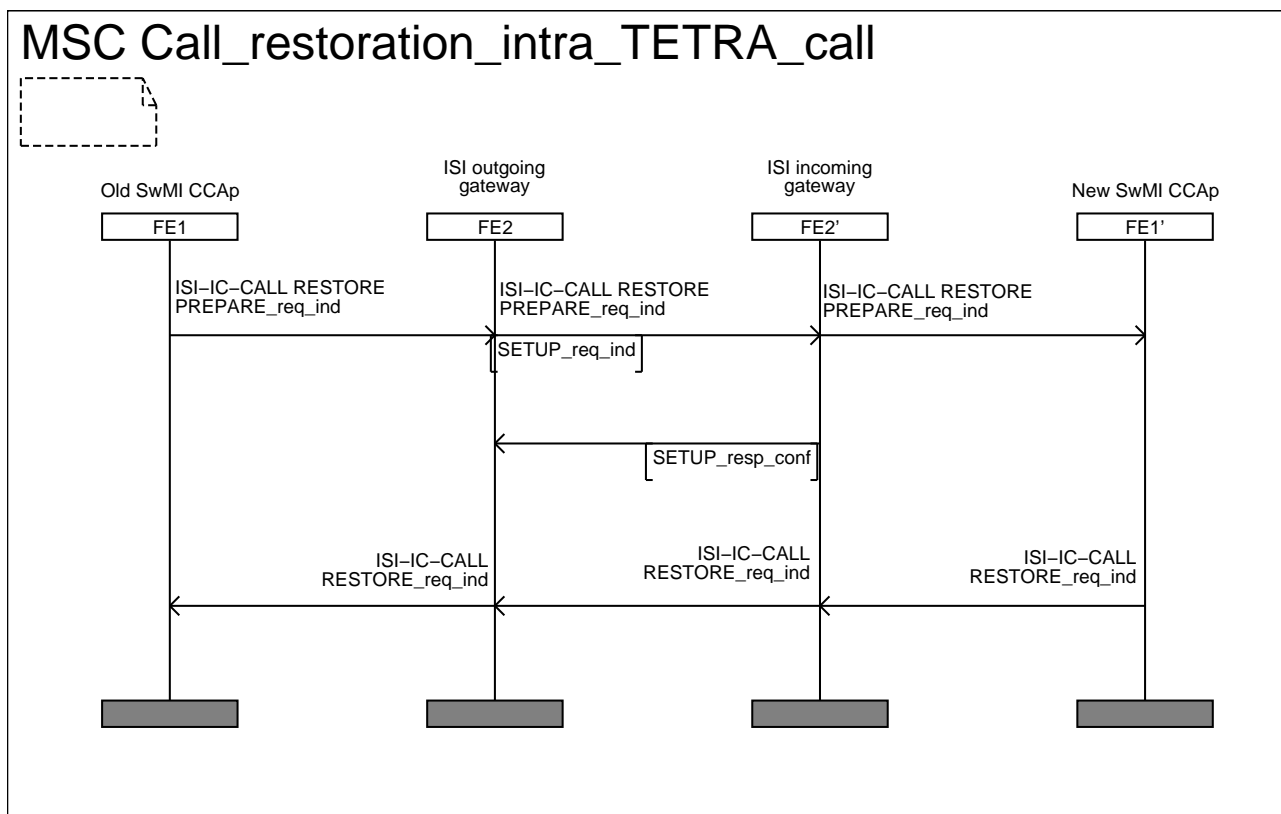 MSC Call_restoration_intra_TETRA_call
Old SwMI CCAp
ISI outgoing
gateway
ISI incoming
gateway
New SwMI CCAp
FE1
FE2
FE2'
FE1'
ISI−IC−CALL RESTORE
PREPARE_req_ind
ISI−IC−CALL RESTORE
PREPARE_req_ind
ISI−IC−CALL RESTORE
PREPARE_req_ind
SETUP_req_ind
SETUP_resp_conf
ISI−IC−CALL
RESTORE_req_ind
ISI−IC−CALL
RESTORE_req_ind
ISI−IC−CALL
RESTORE_req_ind